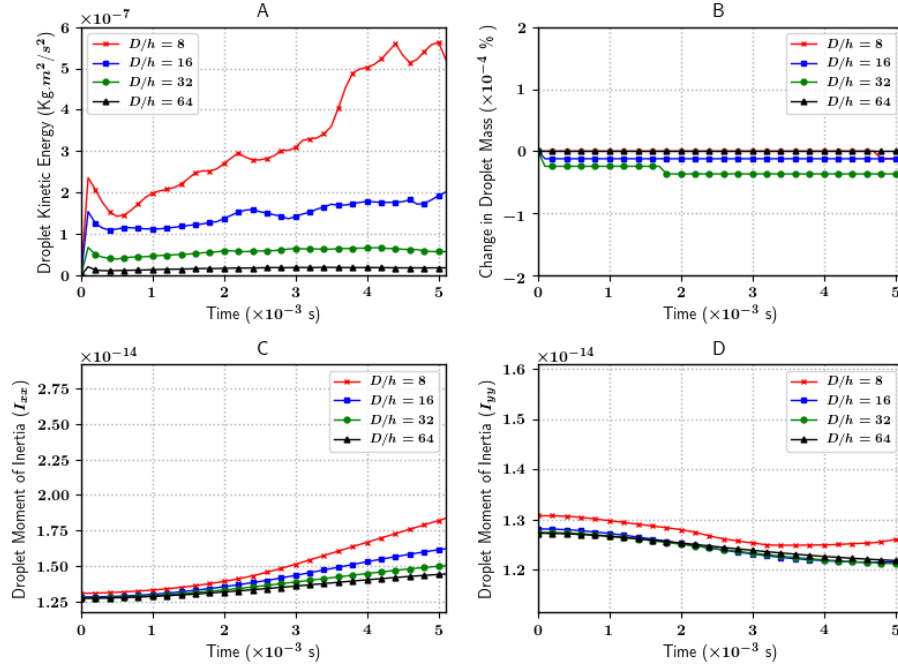 A
×10−7
Droplet Kinetic Energy (Kg.m2/s2)
6
5
4
3
2
1
0
D/h = 8
D/h = 16
D/h = 32
D/h = 64
0 1 2 3 4 5
Time (×10−3 s)
B
Change in Droplet Mass (×10−4 %)
2
1
0
−1
−2
D/h = 8
D/h = 16
D/h = 32
D/h = 64
0 1 2 3 4 5
Time (×10−3 s)
C
×10−14
Droplet Moment of Inertia (Ixx)
2.75
2.50
2.25
2.00
1.75
1.50
1.25
D/h = 8
D/h = 16
D/h = 32
D/h = 64
0 1 2 3 4 5
Time (×10−3 s)
D
×10−14
Droplet Moment of Inertia (Iyy)
1.6
1.5
1.4
1.3
1.2
D/h = 8
D/h = 16
D/h = 32
D/h = 64
0 1 2 3 4 5
Time (×10−3 s)